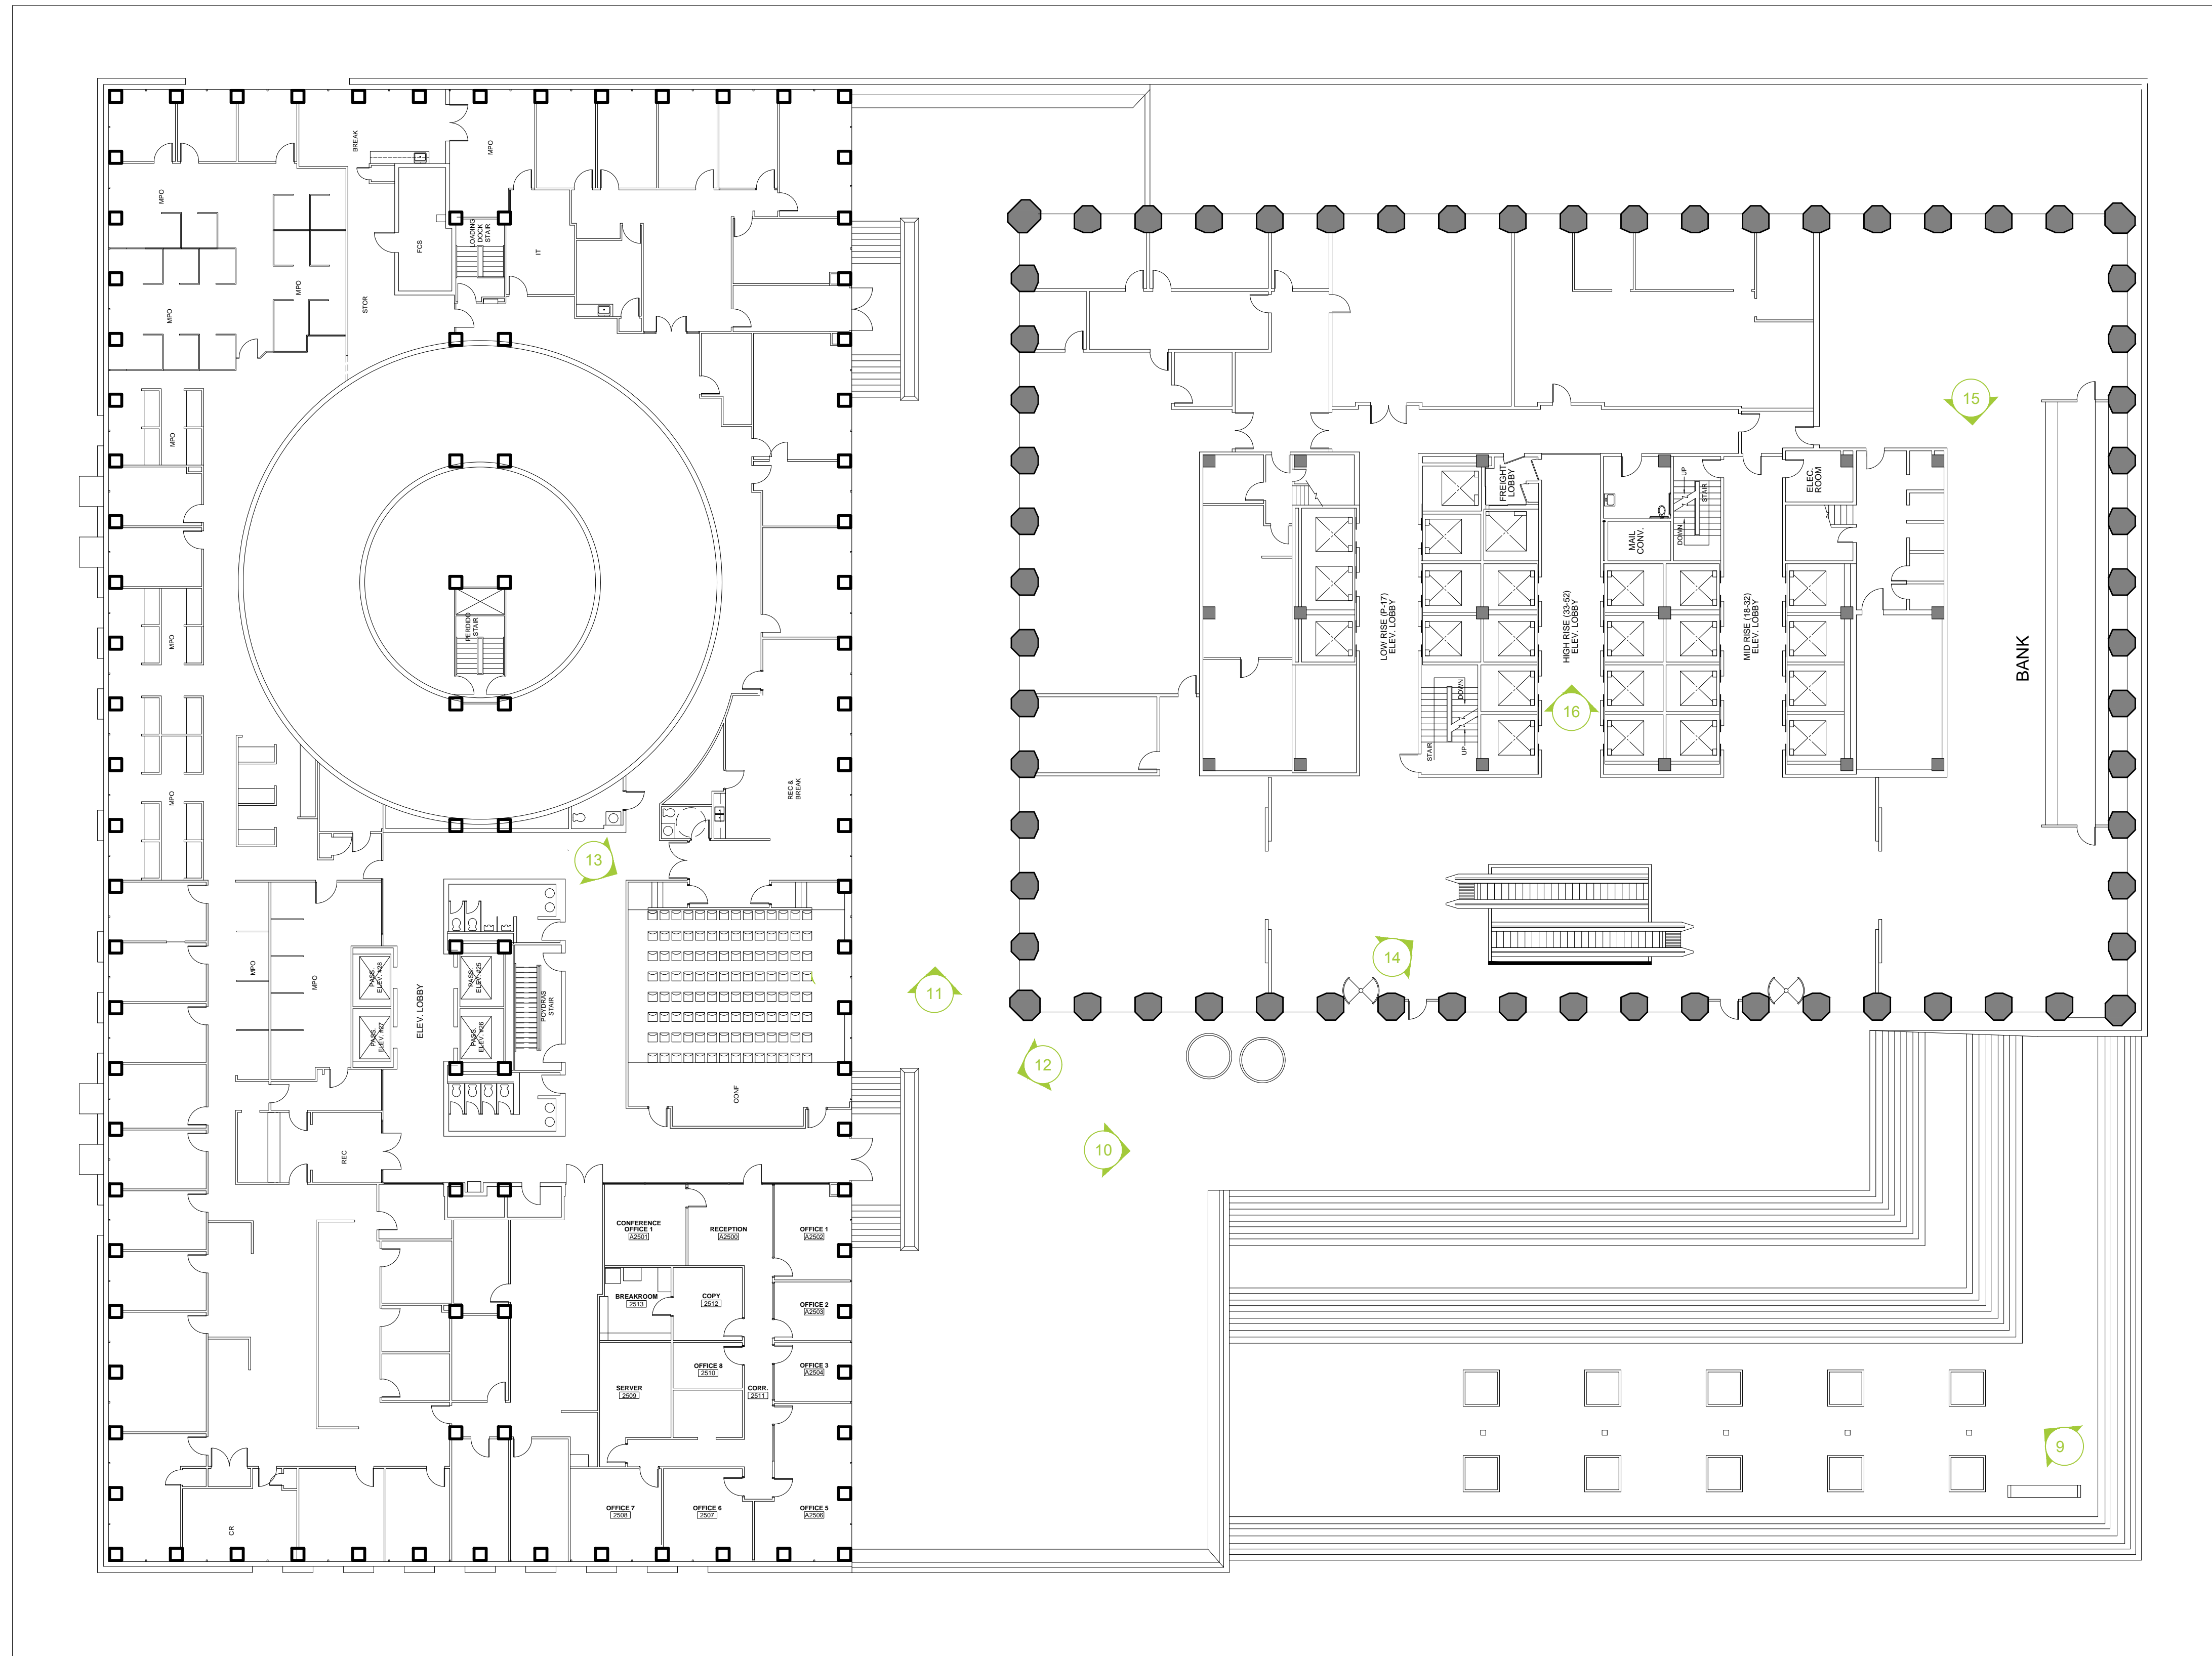 BREAK
MPO
MPO
LOADING
DOCK
STAIR
FCS
IT
MPO
STOR
MPO
15
MPO
FREIGHT
LOBBY
UP
STAIR
DOWN
ELEC.
ROOM
MAIL
CONV.
PERDIDO
STAIR
MPO
LOW RISE (P-17)
ELEV. LOBBY
HIGH RISE (33-52)
ELEV. LOBBY
MID RISE (18-32)
ELEV. LOBBY
BANK
DOWN
STAIR
UP
16
MPO
REC &
BREAK
13
14
MPO
MPO
PASS.
ELEV. #28
PASS.
ELEV. #25
ELEV. LOBBY
POYDRAS
STAIR
11
PASS.
ELEV. #27
PASS.
ELEV. #26
12
CONF
10
REC
CONFERENCE
OFFICE 1
A2501
RECEPTION
A2500
OFFICE 1
A2502
BREAKROOM
2513
COPY
2512
OFFICE 2
A2503
OFFICE 8
2510
OFFICE 3
A2504
SERVER
2509
CORR.
2511
9
OFFICE 7
2508
OFFICE 6
2507
OFFICE 5
A2506
CR